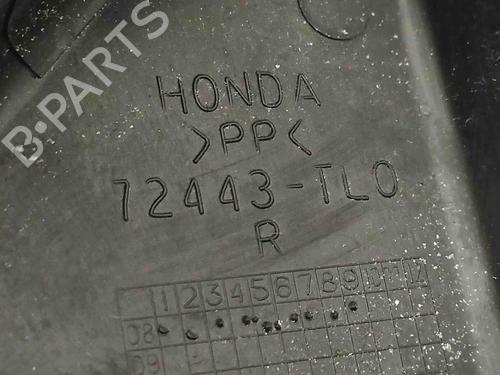 B-PARTS
HONDA
>PP<
72443-TL0
R
1 2 3 4 5 6 7 8 9 10 11 12
08
09